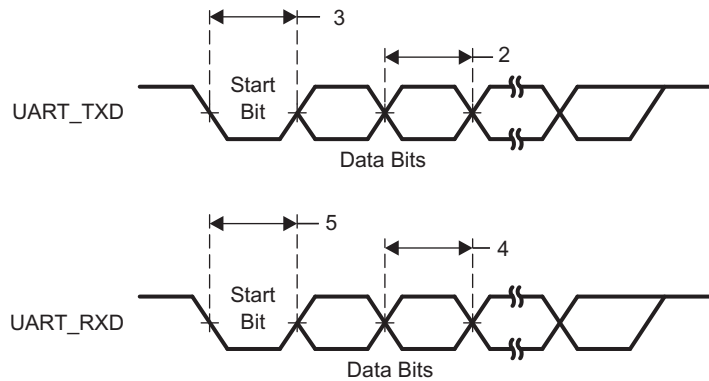 3
2
UART_TXD
Start
Bit
Data Bits
5
4
UART_RXD
Start
Bit
Data Bits